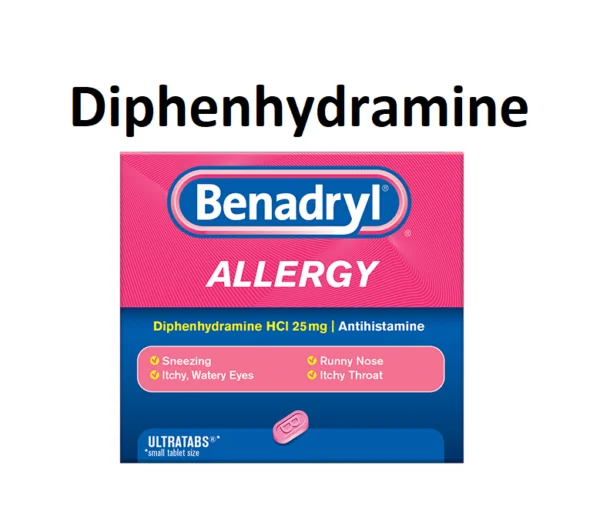 Diphenhydramine
Benadryl®
®
ALLERGY
Diphenhydramine HCl 25mg | Antihistamine
Sneezing
Runny Nose
Itchy, Watery Eyes
Itchy Throat
B
ULTRATABS®*
*small tablet size